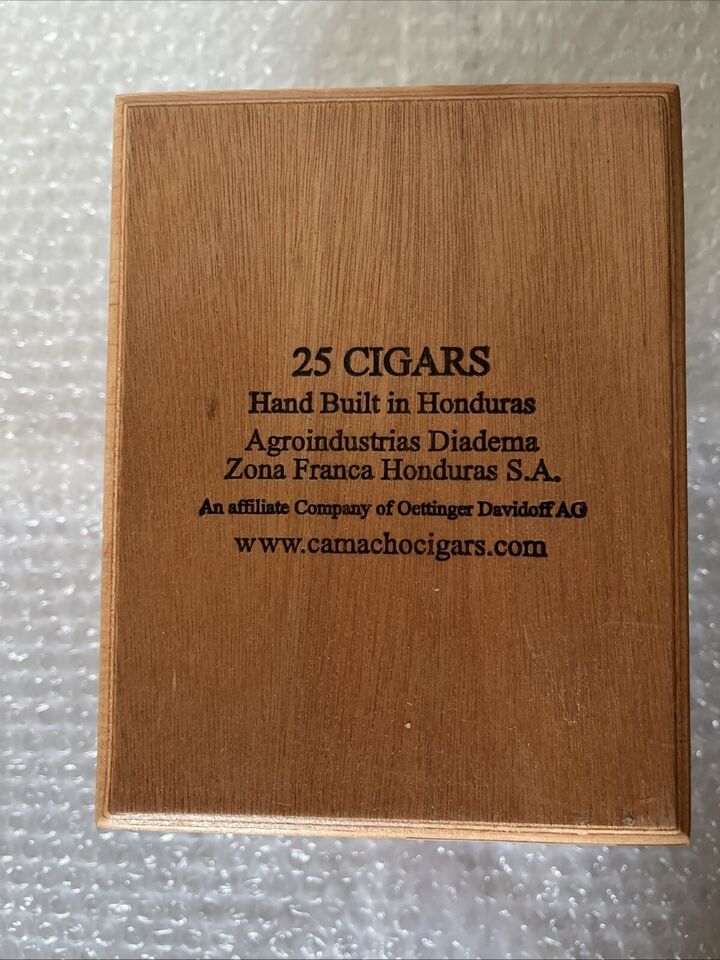 25 CIGARS
Hand Built in Honduras
Agroindustrias Diadema
Zona Franca Honduras S.A.
An affiliate Company of Oettinger Davidoff AG
www.camachocigars.com